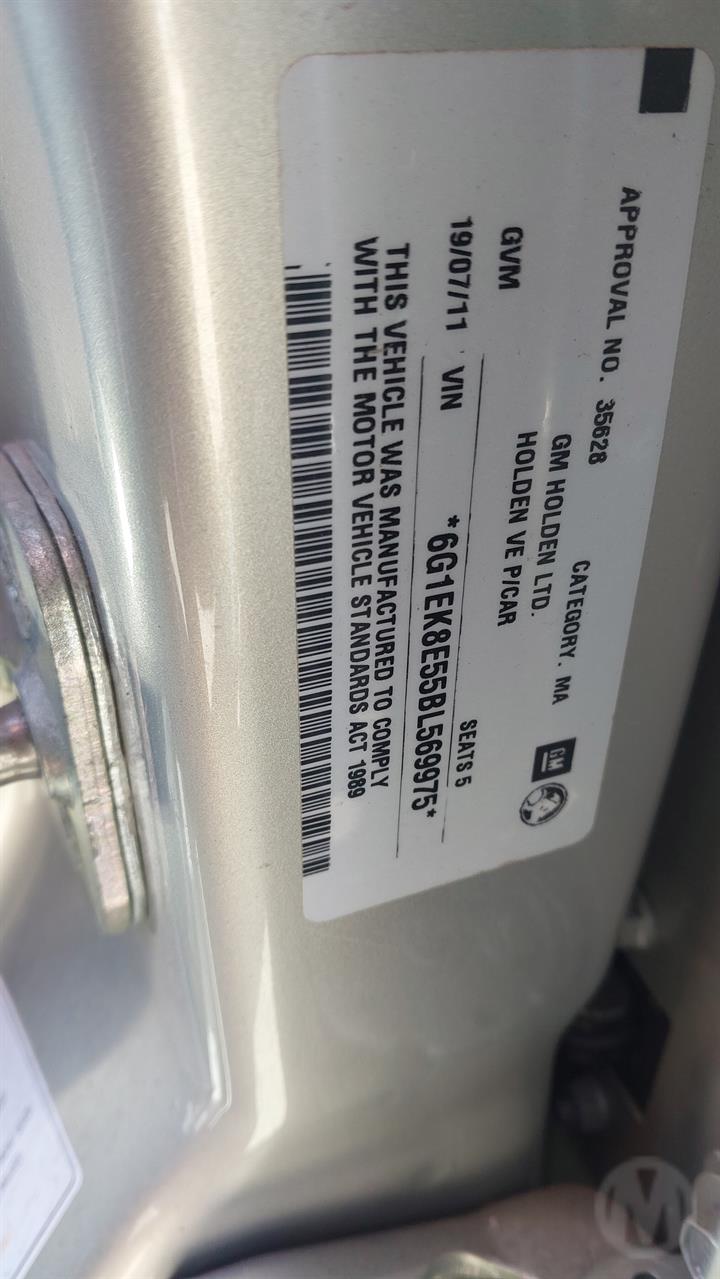 APPROVAL NO. 35628 CATEGORY. MA
GM HOLDEN LTD.
HOLDEN VE P/CAR
GM
GVM SEATS 5
19/07/11 VIN *6G1EK8E55BL569975*
THIS VEHICLE WAS MANUFACTURED TO COMPLY
WITH THE MOTOR VEHICLE STANDARDS ACT 1989
M